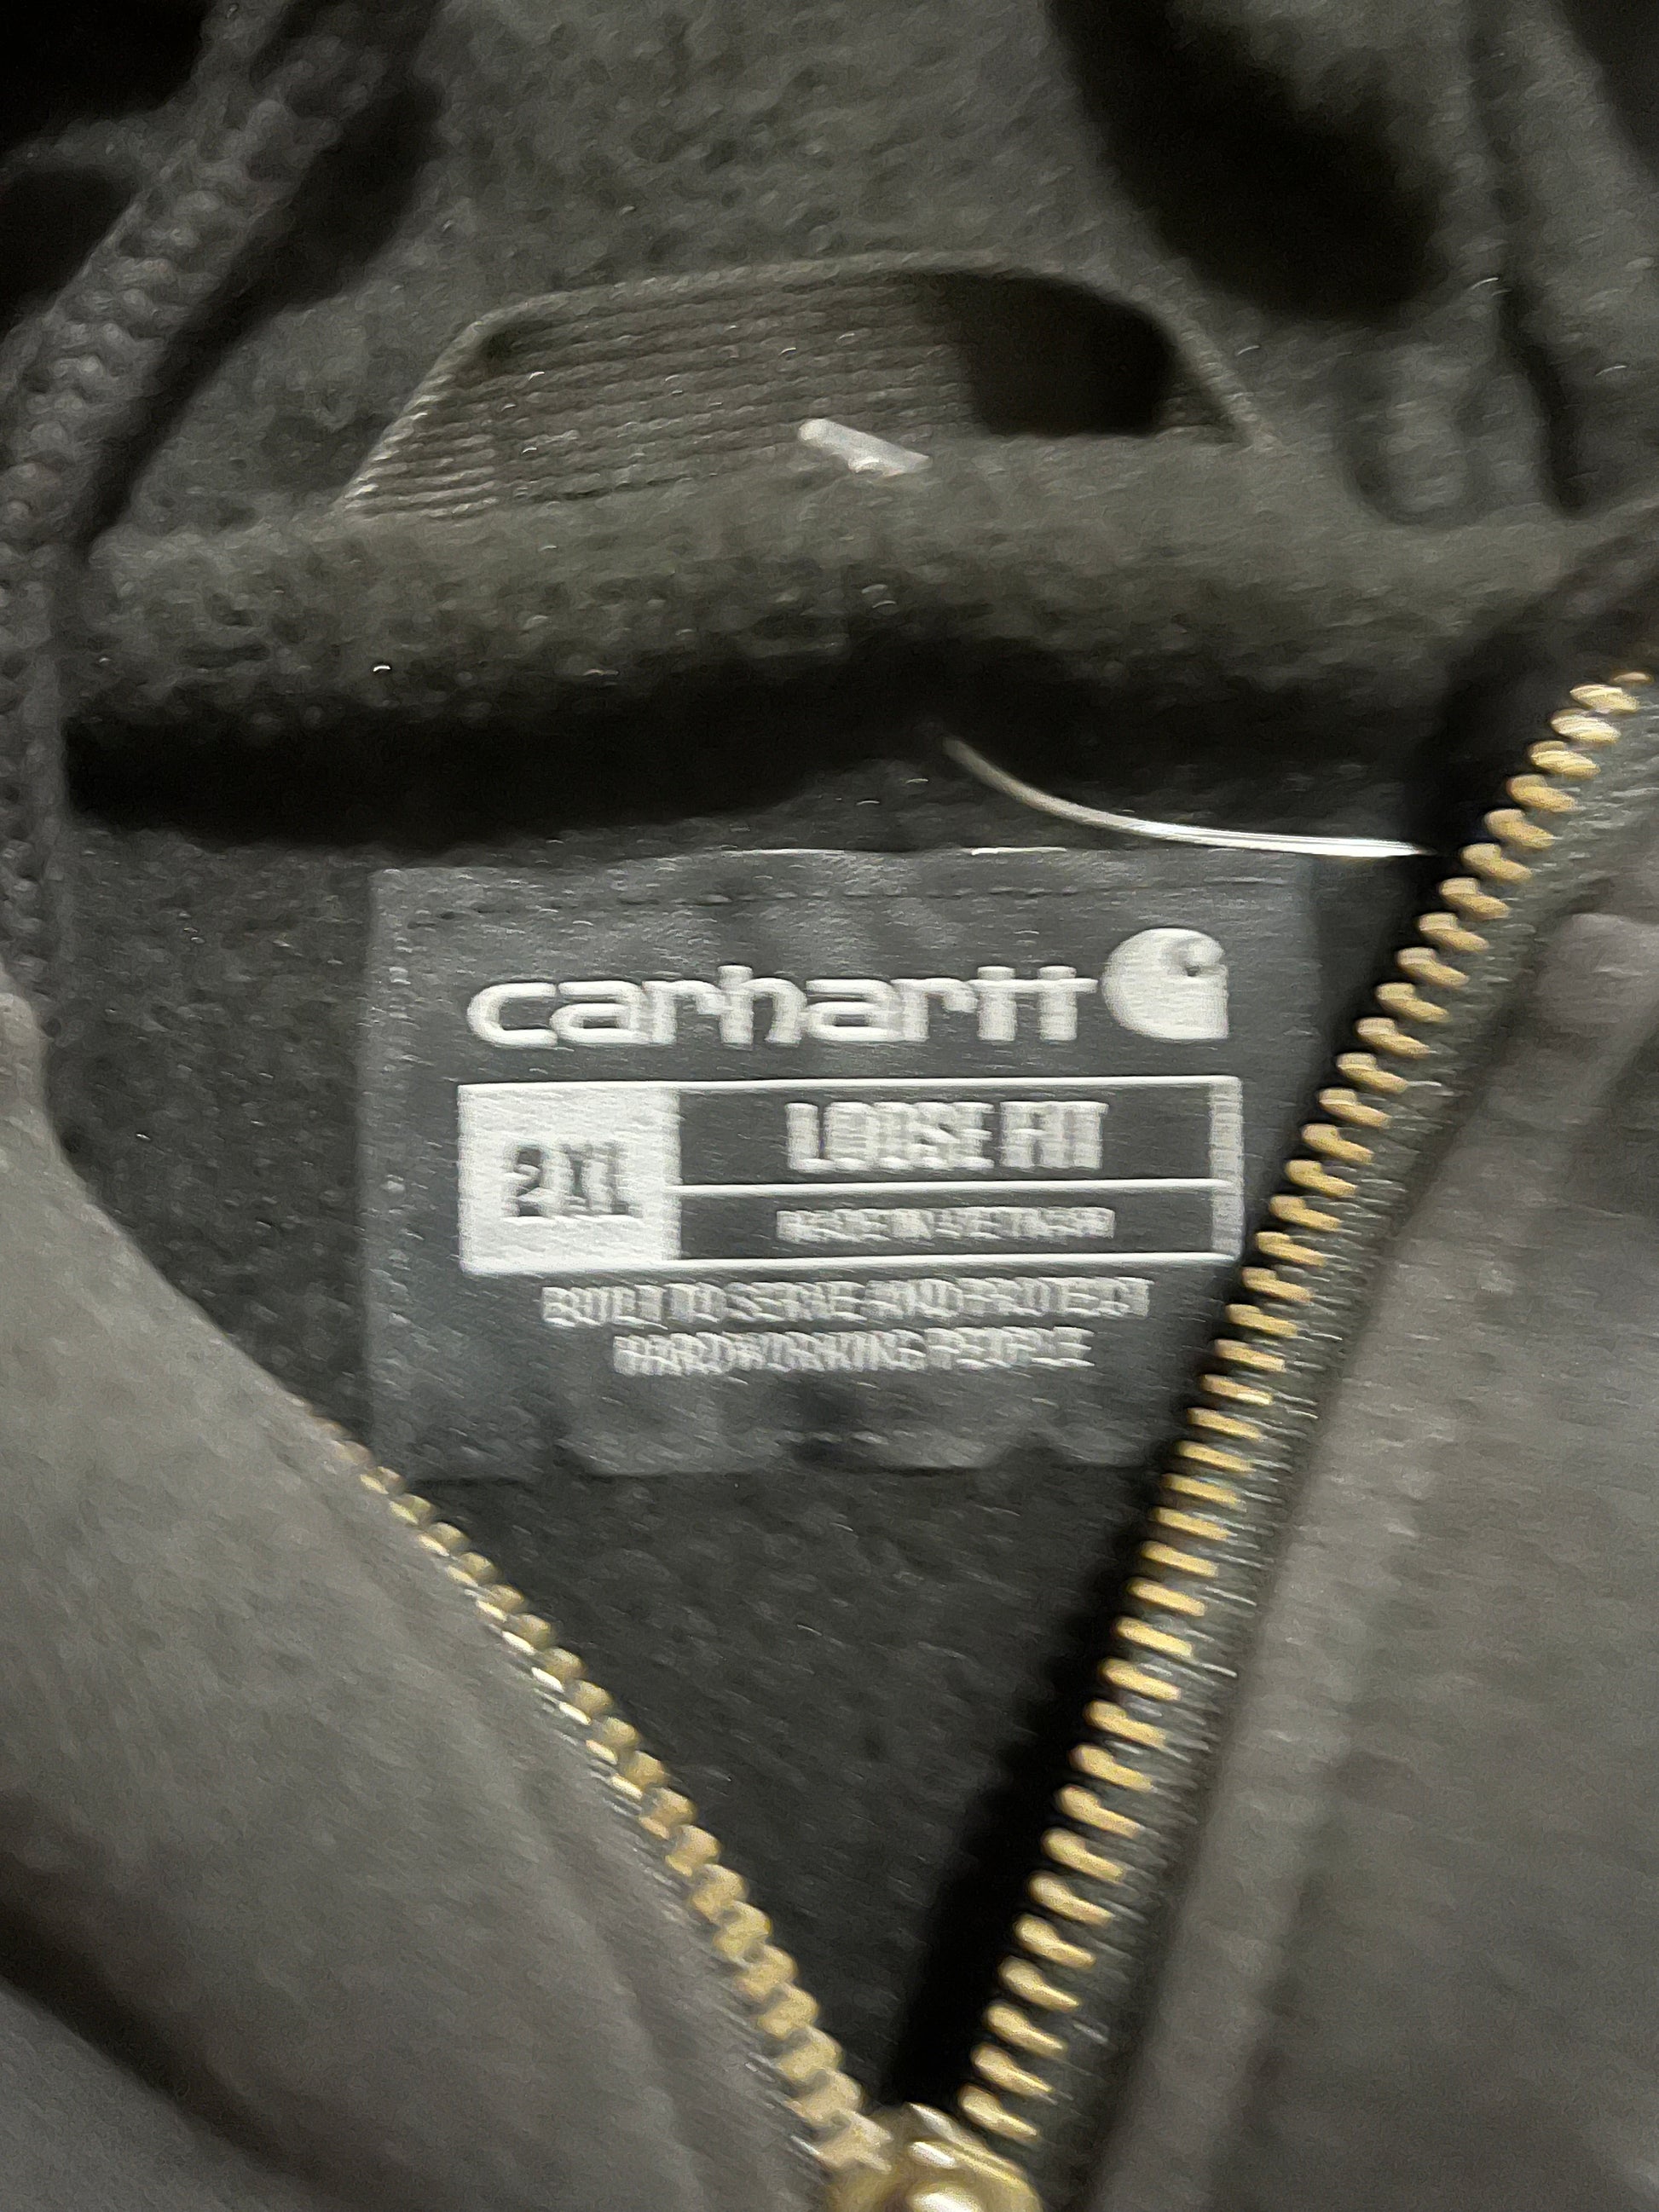 carhartt
2XL
LOOSE FIT
MADE IN VIETNAM
BUILT TO SERVE AND PROTECT
HARDWORKING PEOPLE